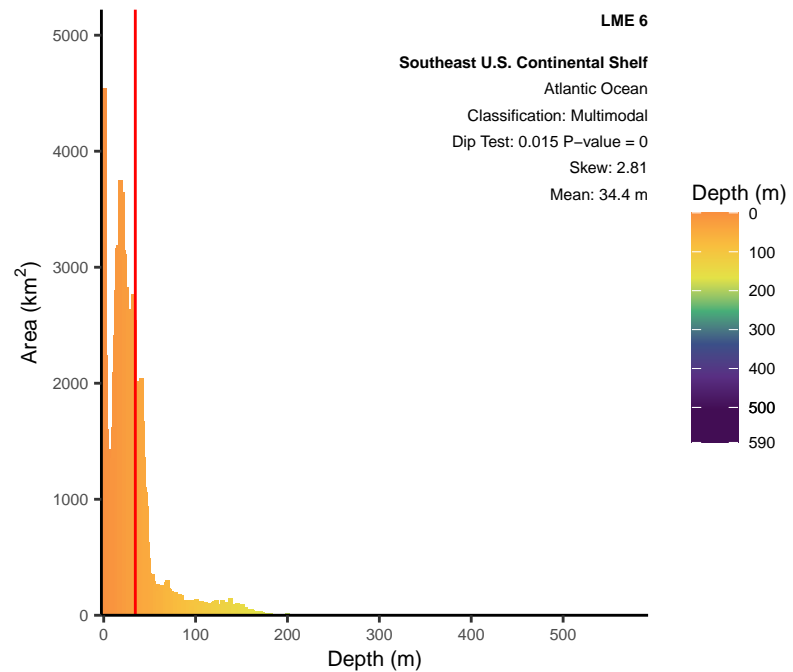 LME 6
Southeast U.S. Continental Shelf
Atlantic Ocean
Classification: Multimodal
Dip Test: 0.015 P−value = 0
Skew: 2.81
Mean: 34.4 m
Area (km²)
5000
4000
3000
2000
1000
0
0 100 200 300 400 500
Depth (m)
Depth (m)
0
100
200
300
400
500
590